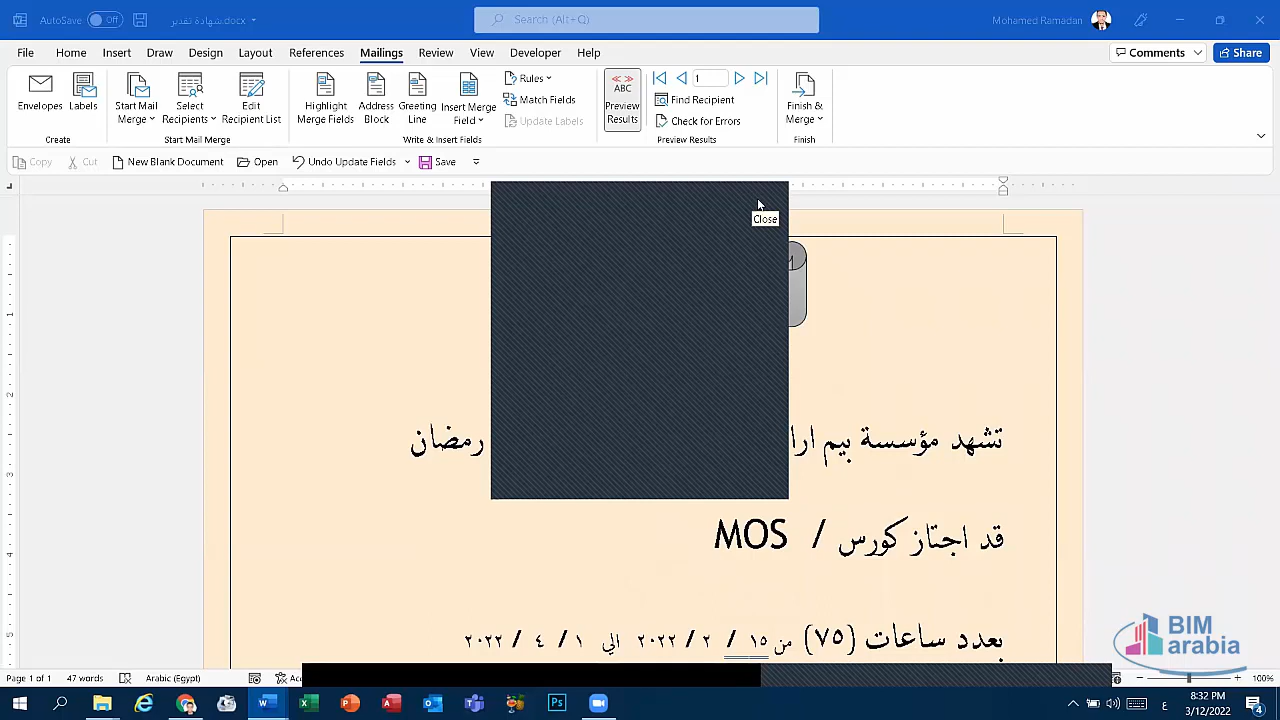 AutoSave Off شهادة تقدير.docx Search (Alt+Q) Mohamed Ramadan
File Home Insert Draw Design Layout References Mailings Review View Developer Help Comments Share
Envelopes Labels Start Mail Merge Select Recipients Edit Recipient List Highlight Merge Fields Address Block Greeting Line Insert Merge Field Rules Match Fields Update Labels ABC Preview Results 1 Find Recipient Check for Errors Finish & Merge
Create Start Mail Merge Write & Insert Fields Preview Results Finish
Copy Cut New Blank Document Open Undo Update Fields Save
Close
تشهد مؤسسة بيم ارا رمضان
قد اجتاز كورس / MOS
بعدد ساعات (٧٥) من ١٥ / ٢ / ٢٠٢٢ الي ١ / ٤ / ٢٠٢٢
BIM
arabia
Page 1 of 1 47 words Arabic (Egypt) 100%
8:32 PM
3/12/2022